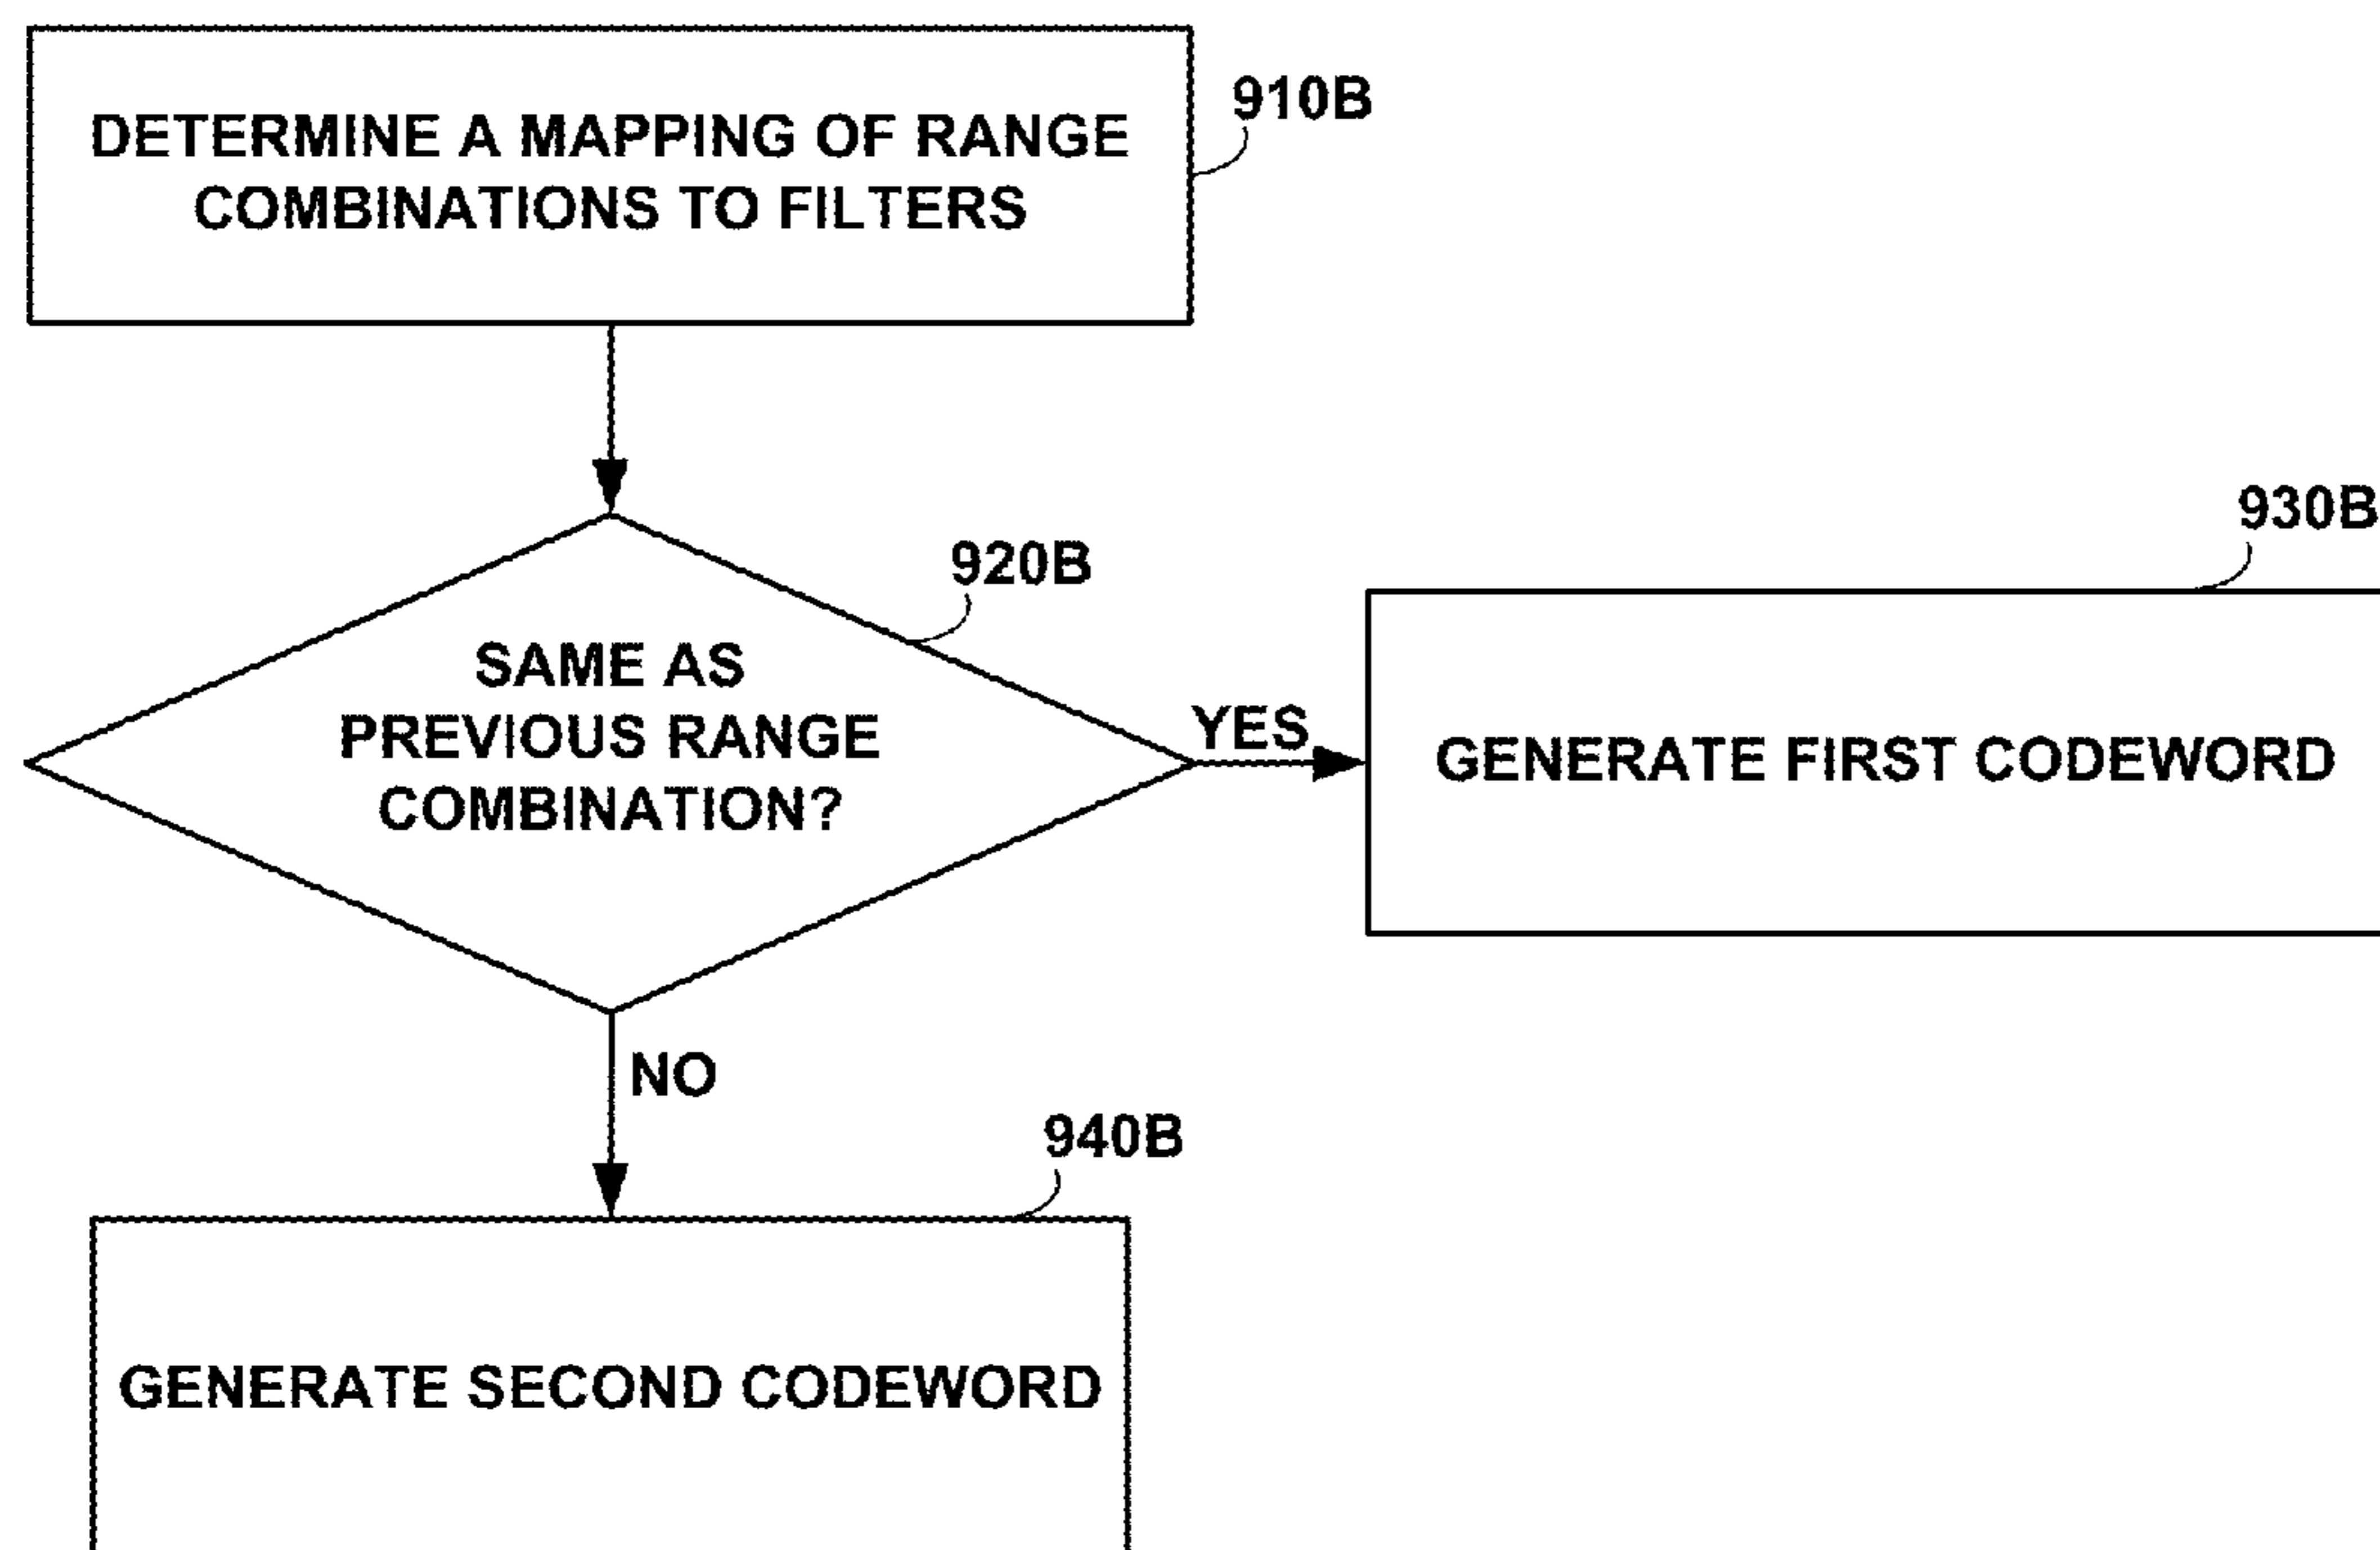 DETERMINE A MAPPING OF RANGE
COMBINATIONS TO FILTERS
910B
SAME AS
PREVIOUS RANGE
COMBINATION?
920B
YES
930B
GENERATE FIRST CODEWORD
NO
940B
GENERATE SECOND CODEWORD